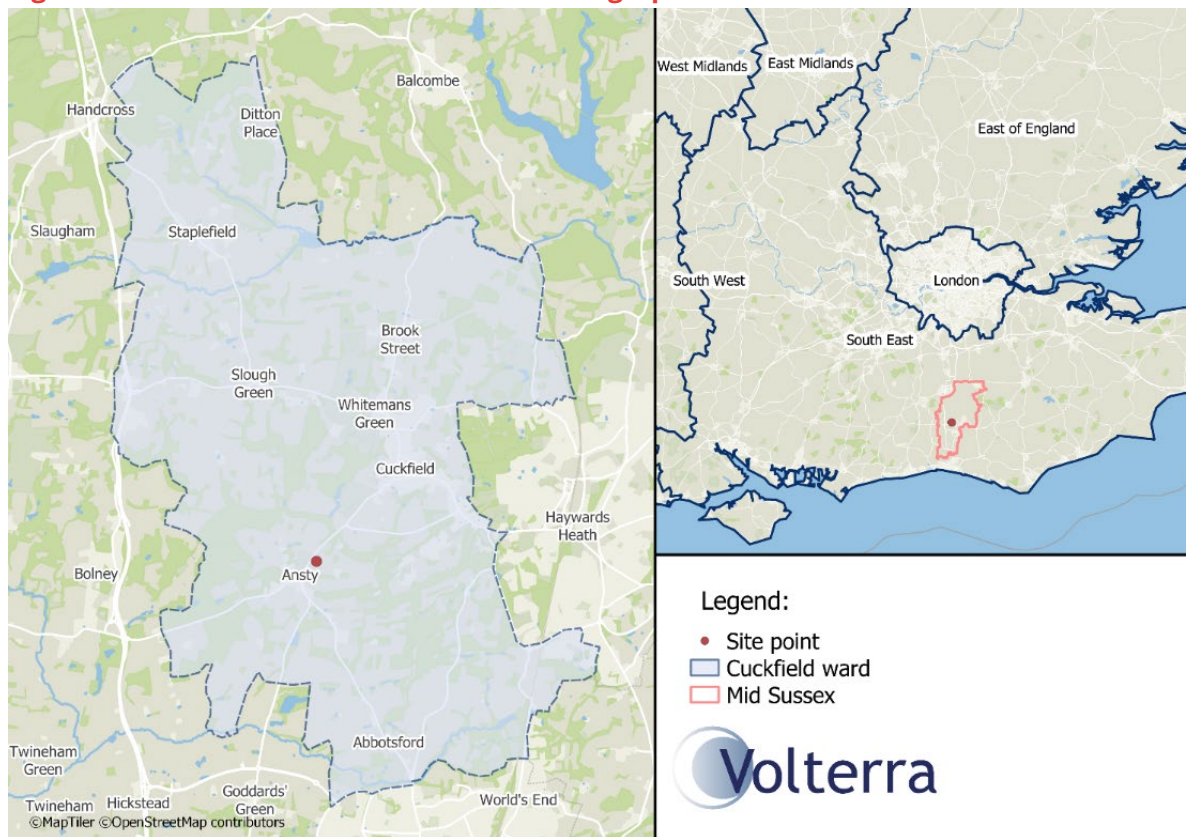 Handcross
Ditton
Place
Balcombe
Slaugham
Staplefield
Brook
Street
Slough
Green
Whitemans
Green
Cuckfield
Haywards
Heath
Bolney
Ansty
Abbotsford
Twineham
Green
Twineham
Hickstead
Goddards'
Green
World's End
©MapTiler ©OpenStreetMap contributors
West Midlands
East Midlands
East of England
South West
London
South East
Legend:
Site point
Cuckfield ward
Mid Sussex
Volterra